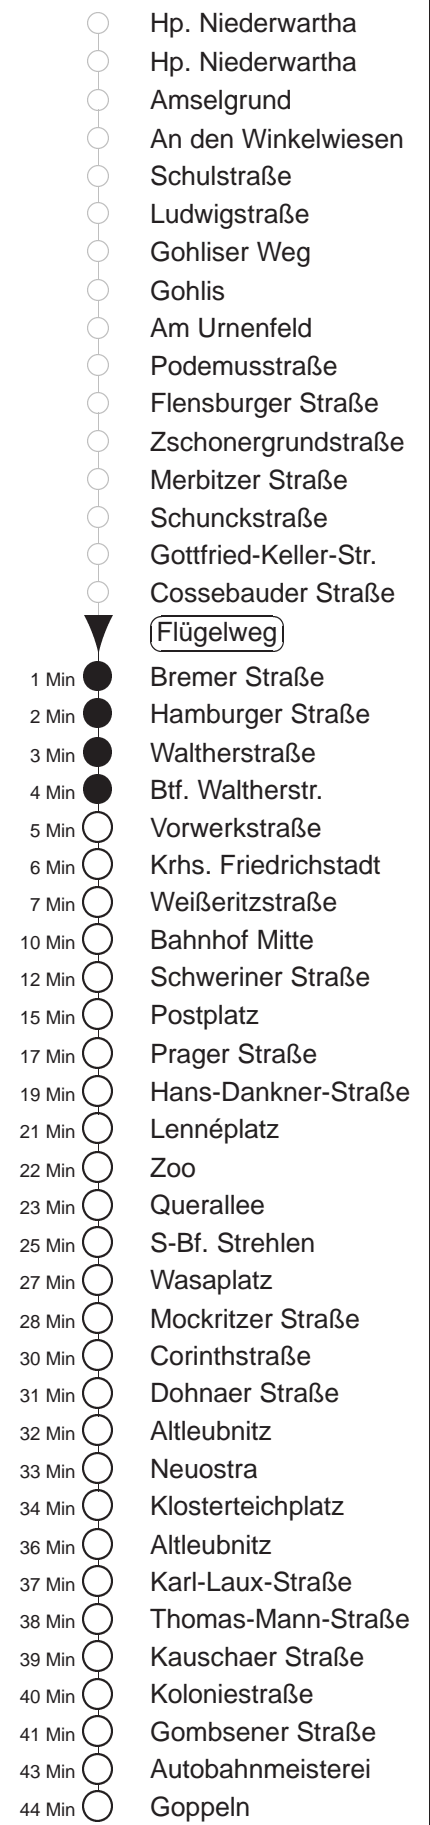 Hp. Niederwartha
Hp. Niederwartha
Amselgrund
An den Winkelwiesen
Schulstraße
Ludwigstraße
Gohliser Weg
Gohlis
Am Urnenfeld
Podemusstraße
Flensburger Straße
Zschonergrundstraße
Merbitzer Straße
Schunckstraße
Gottfried-Keller-Str.
Cossebauder Straße
Flügelweg
1 Min Bremer Straße
2 Min Hamburger Straße
3 Min Waltherstraße
4 Min Btf. Waltherstr.
5 Min Vorwerkstraße
6 Min Krhs. Friedrichstadt
7 Min Weißeritzstraße
10 Min Bahnhof Mitte
12 Min Schweriner Straße
15 Min Postplatz
17 Min Prager Straße
19 Min Hans-Dankner-Straße
21 Min Lennéplatz
22 Min Zoo
23 Min Querallee
25 Min S-Bf. Strehlen
27 Min Wasaplatz
28 Min Mockritzer Straße
30 Min Corinthstraße
31 Min Dohnaer Straße
32 Min Altleubnitz
33 Min Neuostra
34 Min Klosterteichplatz
36 Min Altleubnitz
37 Min Karl-Laux-Straße
38 Min Thomas-Mann-Straße
39 Min Kauschaer Straße
40 Min Koloniestraße
41 Min Gombsener Straße
43 Min Autobahnmeisterei
44 Min Goppeln